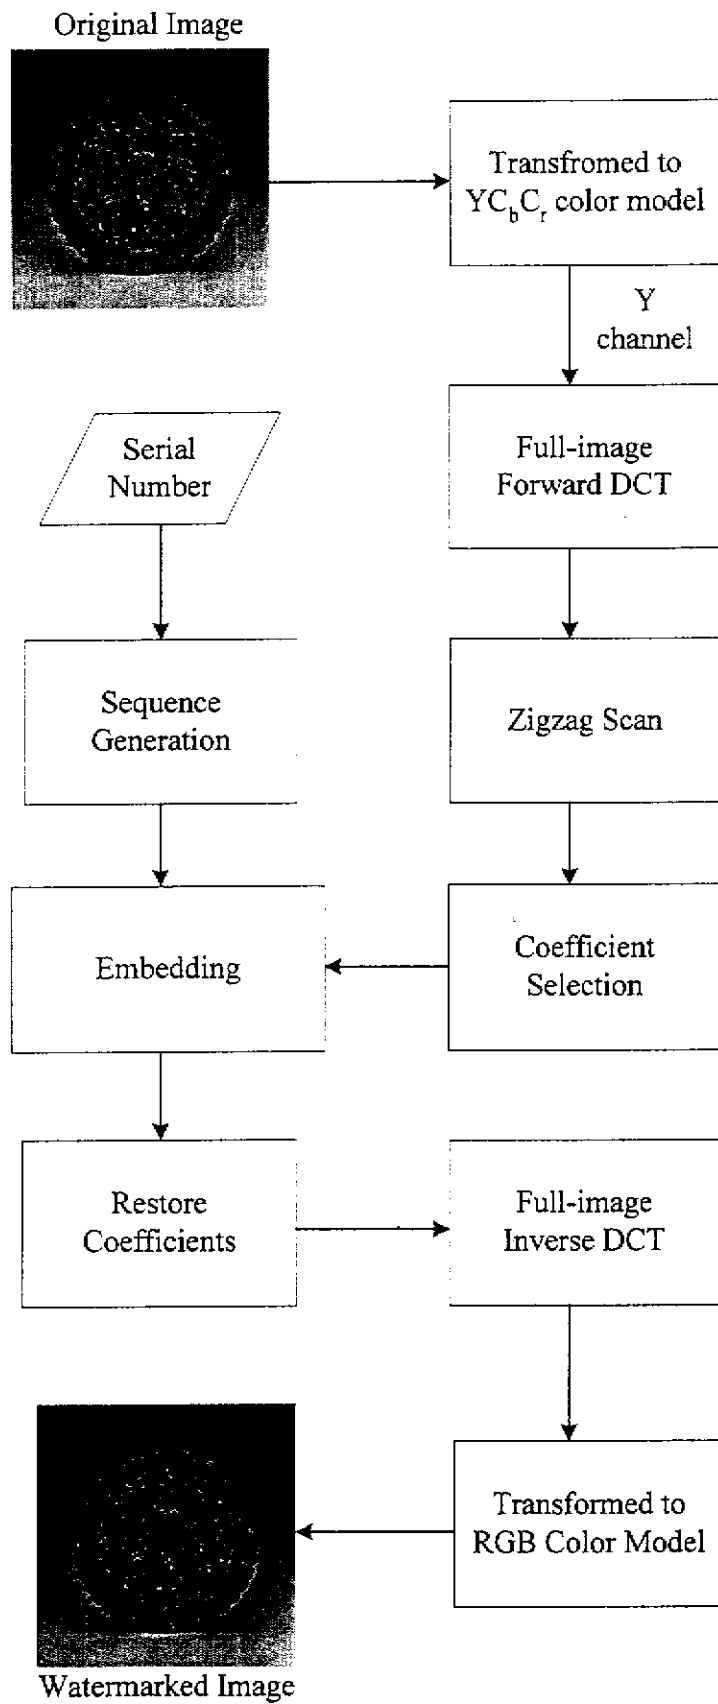 Original Image
Transfromed to
YCbCr color model
Y
channel
Serial
Number
Full-image
Forward DCT
Sequence
Generation
Zigzag Scan
Embedding
Coefficient
Selection
Restore
Coefficients
Full-image
Inverse DCT
Transformed to
RGB Color Model
Watermarked Image